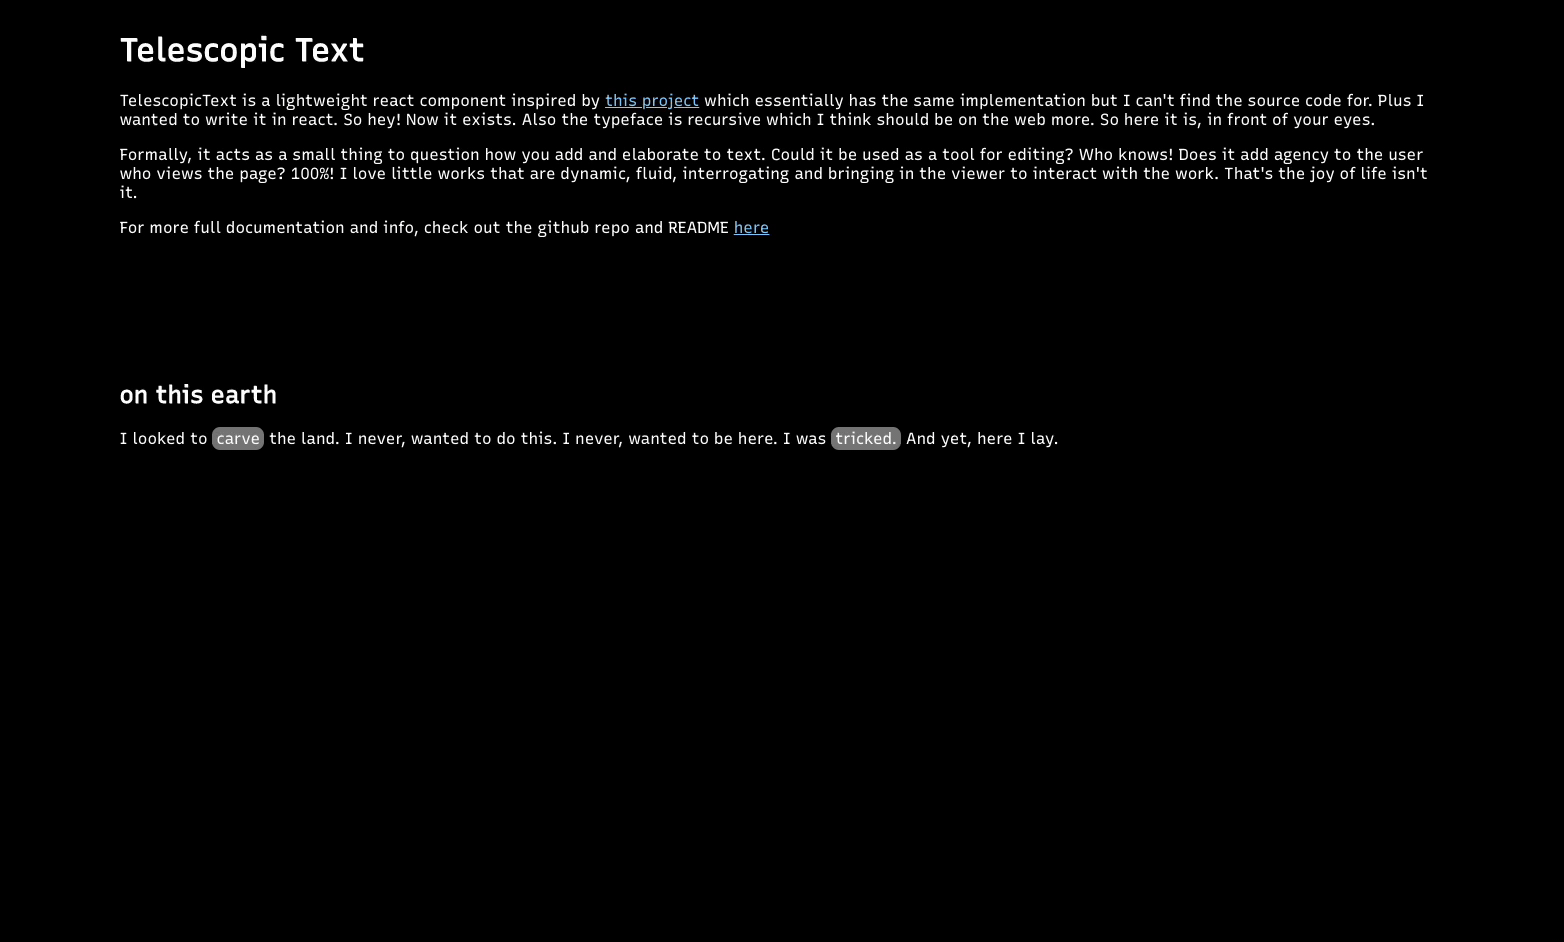 Telescopic Text
TelescopicText is a lightweight react component inspired by this project which essentially has the same implementation but I can't find the source code for. Plus I
wanted to write it in react. So hey! Now it exists. Also the typeface is recursive which I think should be on the web more. So here it is, in front of your eyes.
Formally, it acts as a small thing to question how you add and elaborate to text. Could it be used as a tool for editing? Who knows! Does it add agency to the user
who views the page? 100%! I love little works that are dynamic, fluid, interrogating and bringing in the viewer to interact with the work. That's the joy of life isn't
it.
For more full documentation and info, check out the github repo and README here
on this earth
I looked to carve the land. I never, wanted to do this. I never, wanted to be here. I was tricked. And yet, here I lay.